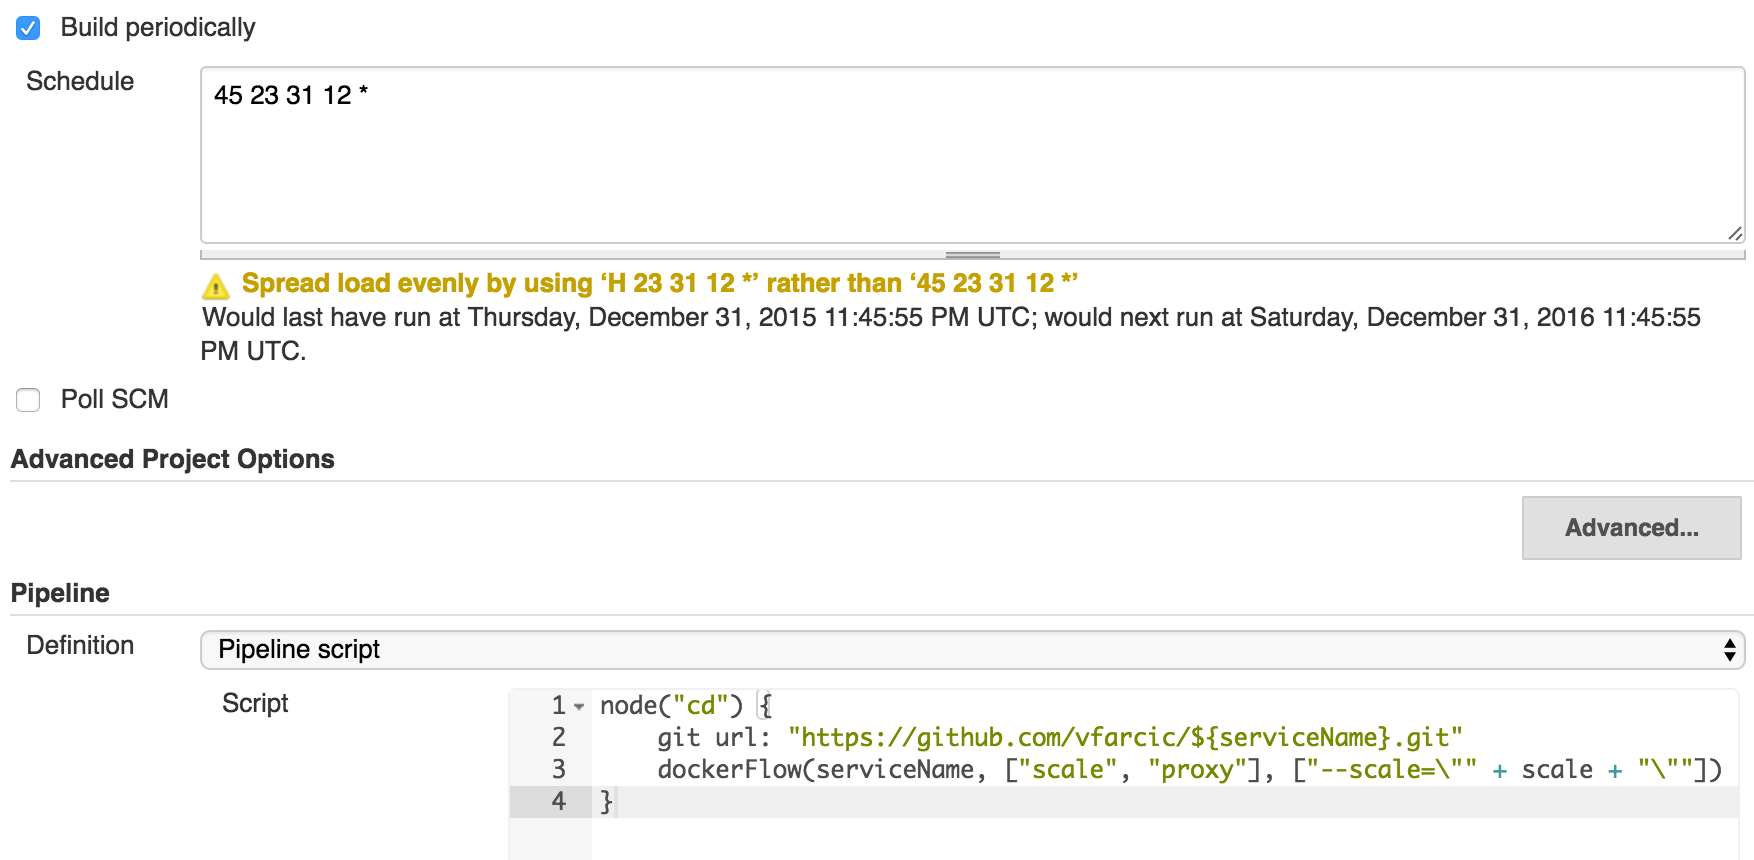 Build periodically
Schedule
45 23 31 12 *
Spread load evenly by using ‘H 23 31 12 *’ rather than ‘45 23 31 12 *’
Would last have run at Thursday, December 31, 2015 11:45:55 PM UTC; would next run at Saturday, December 31, 2016 11:45:55
PM UTC.
Poll SCM
Advanced Project Options
Advanced...
Pipeline
Definition
Pipeline script
Script
1 node("cd") {
2     git url: "https://github.com/vfarcic/${serviceName}.git"
3     dockerFlow(serviceName, ["scale", "proxy"], ["--scale=\"" + scale + "\""])
4 }